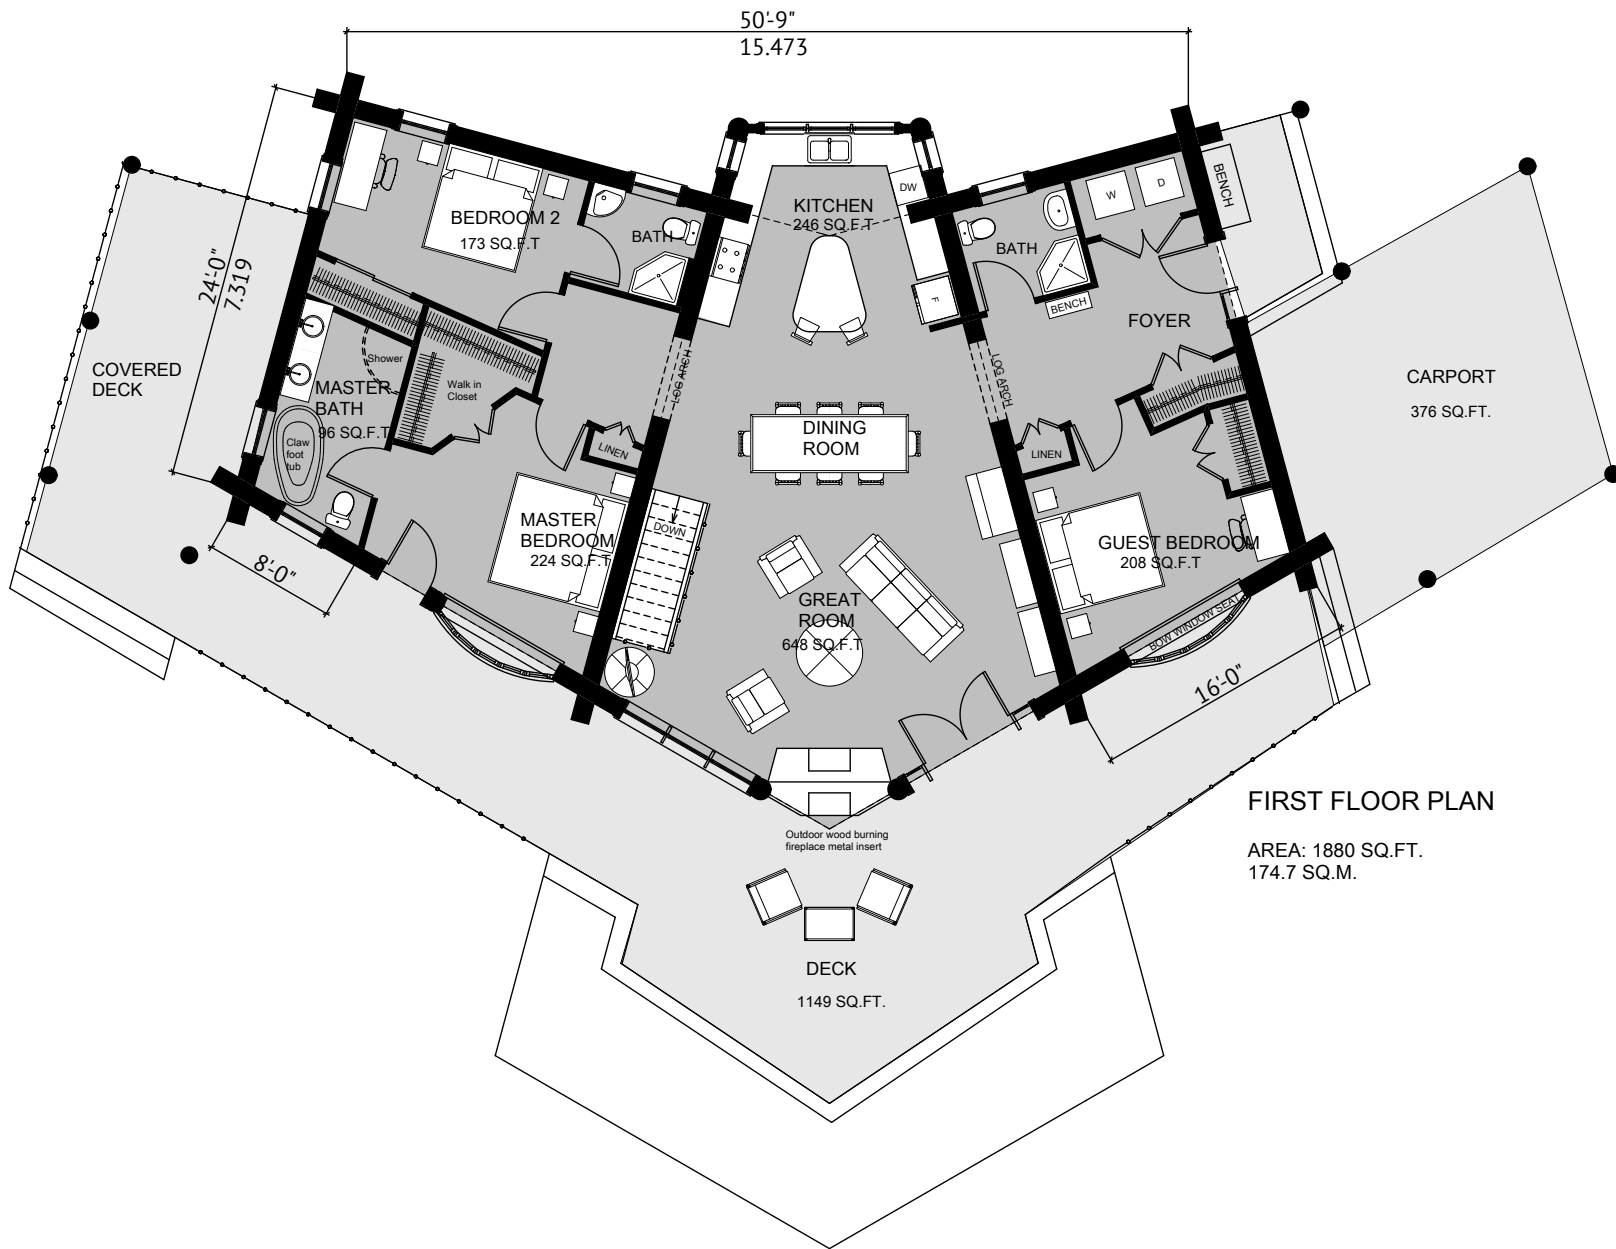 50'-9"
15.473
24'-0"
7.319
BEDROOM 2
173 SQ.F.T
BATH
KITCHEN
246 SQ.F.T
DW
F
BATH
BENCH
W
D
BENCH
FOYER
COVERED
DECK
Shower
MASTER
BATH
96 SQ.F.T
Walk in
Closet
Claw
foot
tub
LOG ARCH
LOG ARCH
CARPORT
376 SQ.FT.
DINING
ROOM
LINEN
LINEN
DOWN
MASTER
BEDROOM
224 SQ.F.T
GUEST BEDROOM
208 SQ.F.T
8'-0"
GREAT
ROOM
648 SQ.F.T
BOW WINDOW SEAT
16'-0"
FIRST FLOOR PLAN
AREA: 1880 SQ.FT.
174.7 SQ.M.
Outdoor wood burning
fireplace metal insert
DECK
1149 SQ.FT.